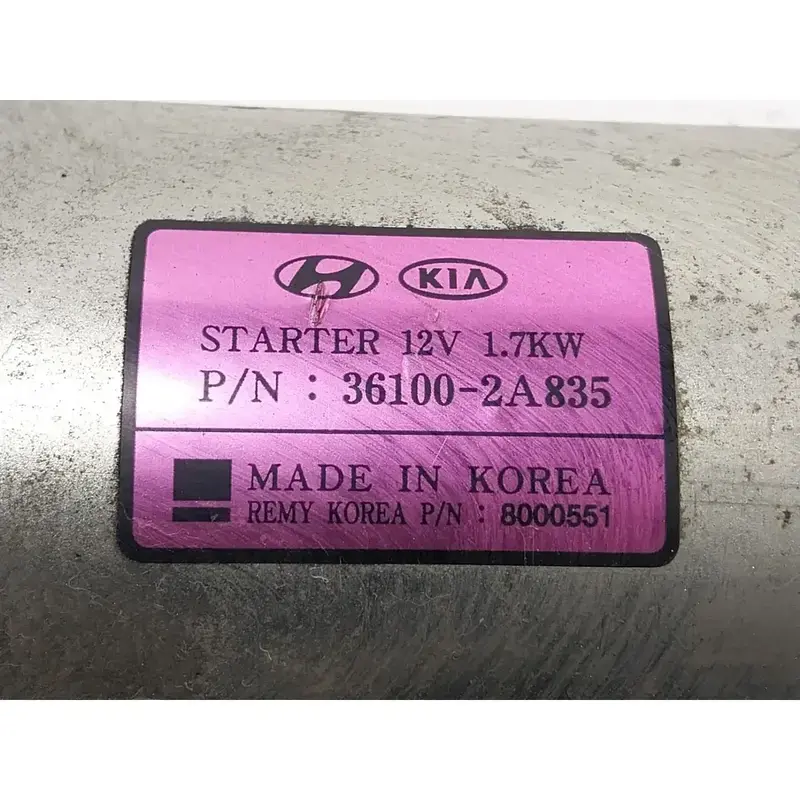 KIA
STARTER 12V 1.7KW
P/N : 36100-2A835
MADE IN KOREA
REMY KOREA P/N : 8000551